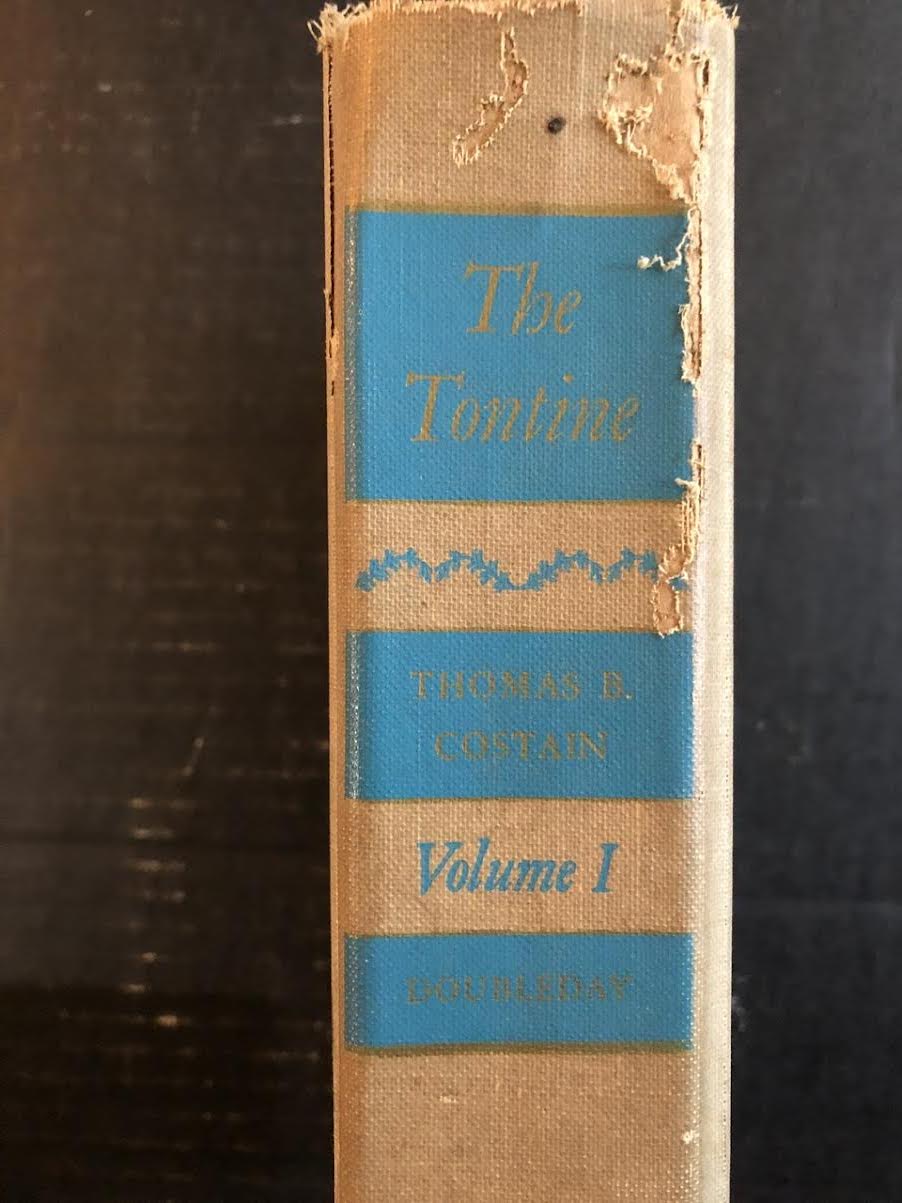 The
Tontine
THOMAS B.
COSTAIN
Volume I
DOUBLEDAY